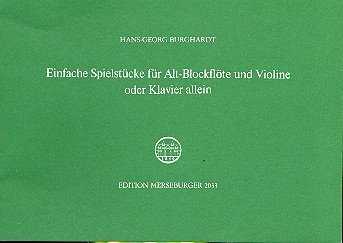 HANS-GEORG BURGHARDT
Einfache Spielstücke für Alt-Blockflöte und Violine
oder Klavier allein
EDITION MERSEBURGER 2033